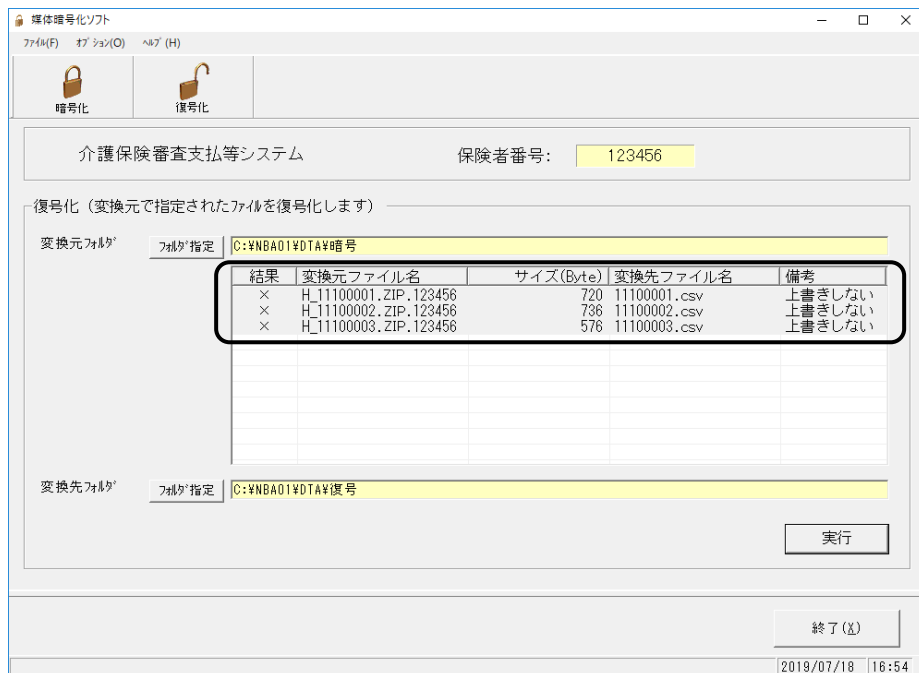 媒体暗号化ソフト
ﾌｧｲﾙ(F) ｵﾌﾟｼｮﾝ(O) ﾍﾙﾌﾟ(H)
暗号化 復号化
介護保険審査支払等システム 保険者番号: 123456
復号化（変換元で指定されたﾌｧｲﾙを復号化します）
変換元ﾌｫﾙﾀﾞ ﾌｫﾙﾀﾞ指定 C:¥NBA01¥DTA¥暗号
結果 変換元ファイル名 サイズ(Byte) 変換先ファイル名 備考
× H_11100001.ZIP.123456 720 11100001.csv 上書きしない
× H_11100002.ZIP.123456 736 11100002.csv 上書きしない
× H_11100003.ZIP.123456 576 11100003.csv 上書きしない
変換先ﾌｫﾙﾀﾞ ﾌｫﾙﾀﾞ指定 C:¥NBA01¥DTA¥復号
実行
終了(X)
2019/07/18 16:54